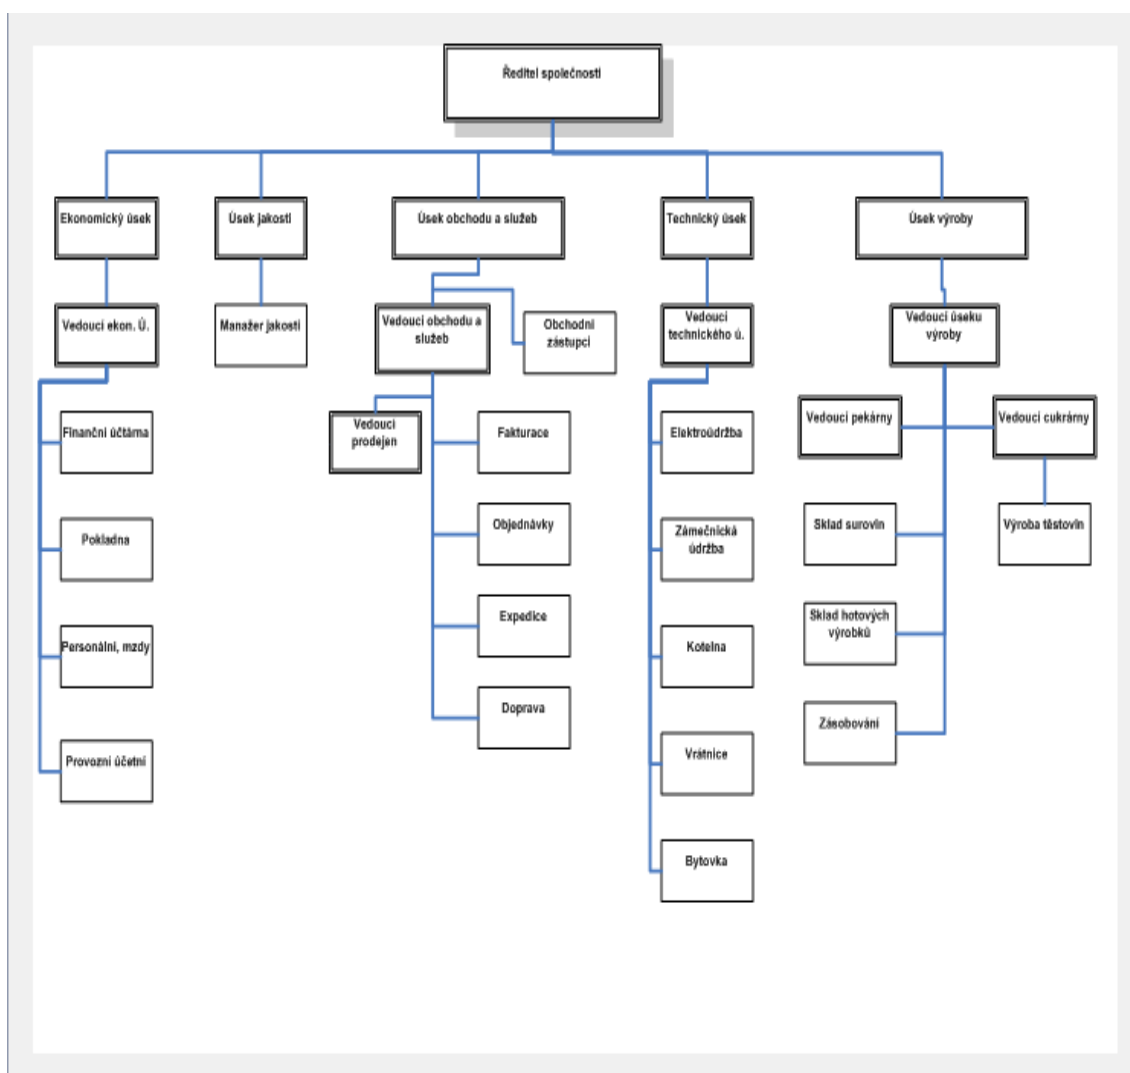 Ředitel společnosti
Ekonomický úsek
Úsek jakosti
Úsek obchodu a služeb
Technický úsek
Úsek výroby
Vedoucí ekon. Ú.
Manažer jakosti
Vedoucí obchodu a
služeb
Obchodní
zástupci
Vedoucí
technického ú.
Vedoucí úseku
výroby
Finanční účtárna
Vedoucí
prodejen
Fakturace
Elektroúdržba
Vedoucí pekárny
Vedoucí cukrárny
Pokladna
Objednávky
Zámečnická
údržba
Sklad surovin
Výroba těstovin
Personální, mzdy
Expedice
Kotelna
Sklad hotových
výrobků
Provozní účetní
Doprava
Vrátnice
Zásobování
Bytovka